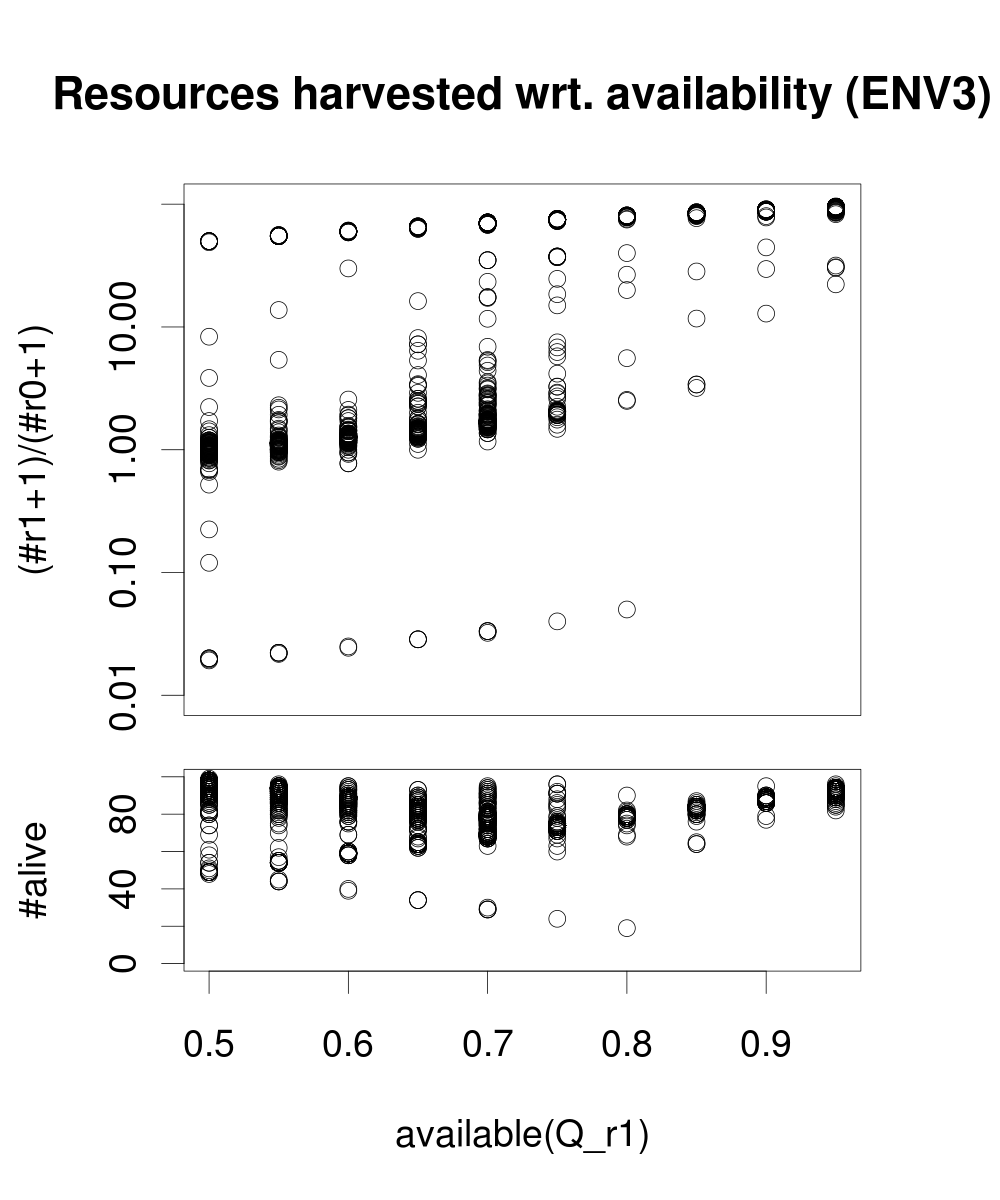 Resources harvested wrt. availability (ENV3)
(#r1+1)/(#r0+1)
10.00
1.00
0.10
0.01
#alive
80
40
0
0.5 0.6 0.7 0.8 0.9
available(Q_r1)